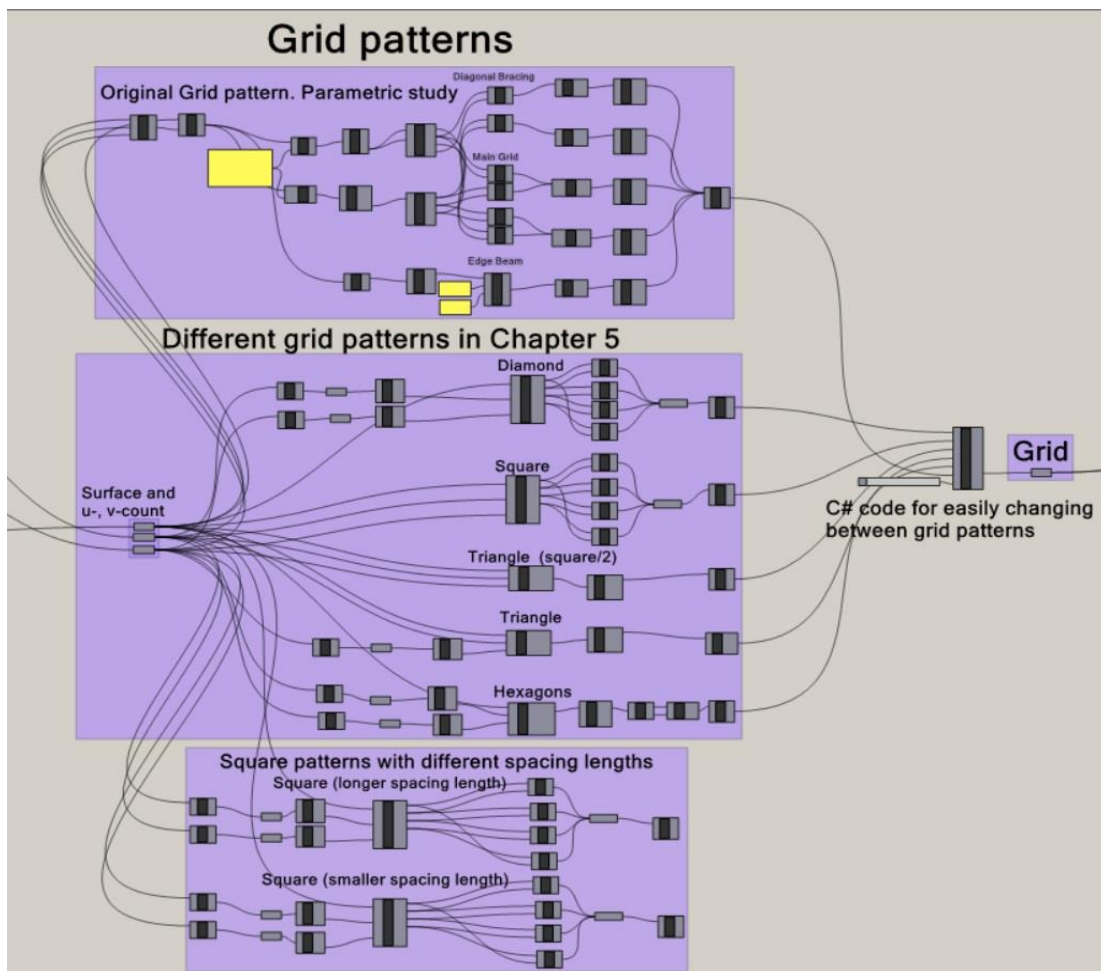 Grid patterns
Diagonal Bracing
Original Grid pattern. Parametric study
Main Grid
Edge Beam
Different grid patterns in Chapter 5
Diamond
Square
Grid
Surface and
u-, v-count
C# code for easily changing
between grid patterns
Triangle (square/2)
Triangle
Hexagons
Square patterns with different spacing lengths
Square (longer spacing length)
Square (smaller spacing length)